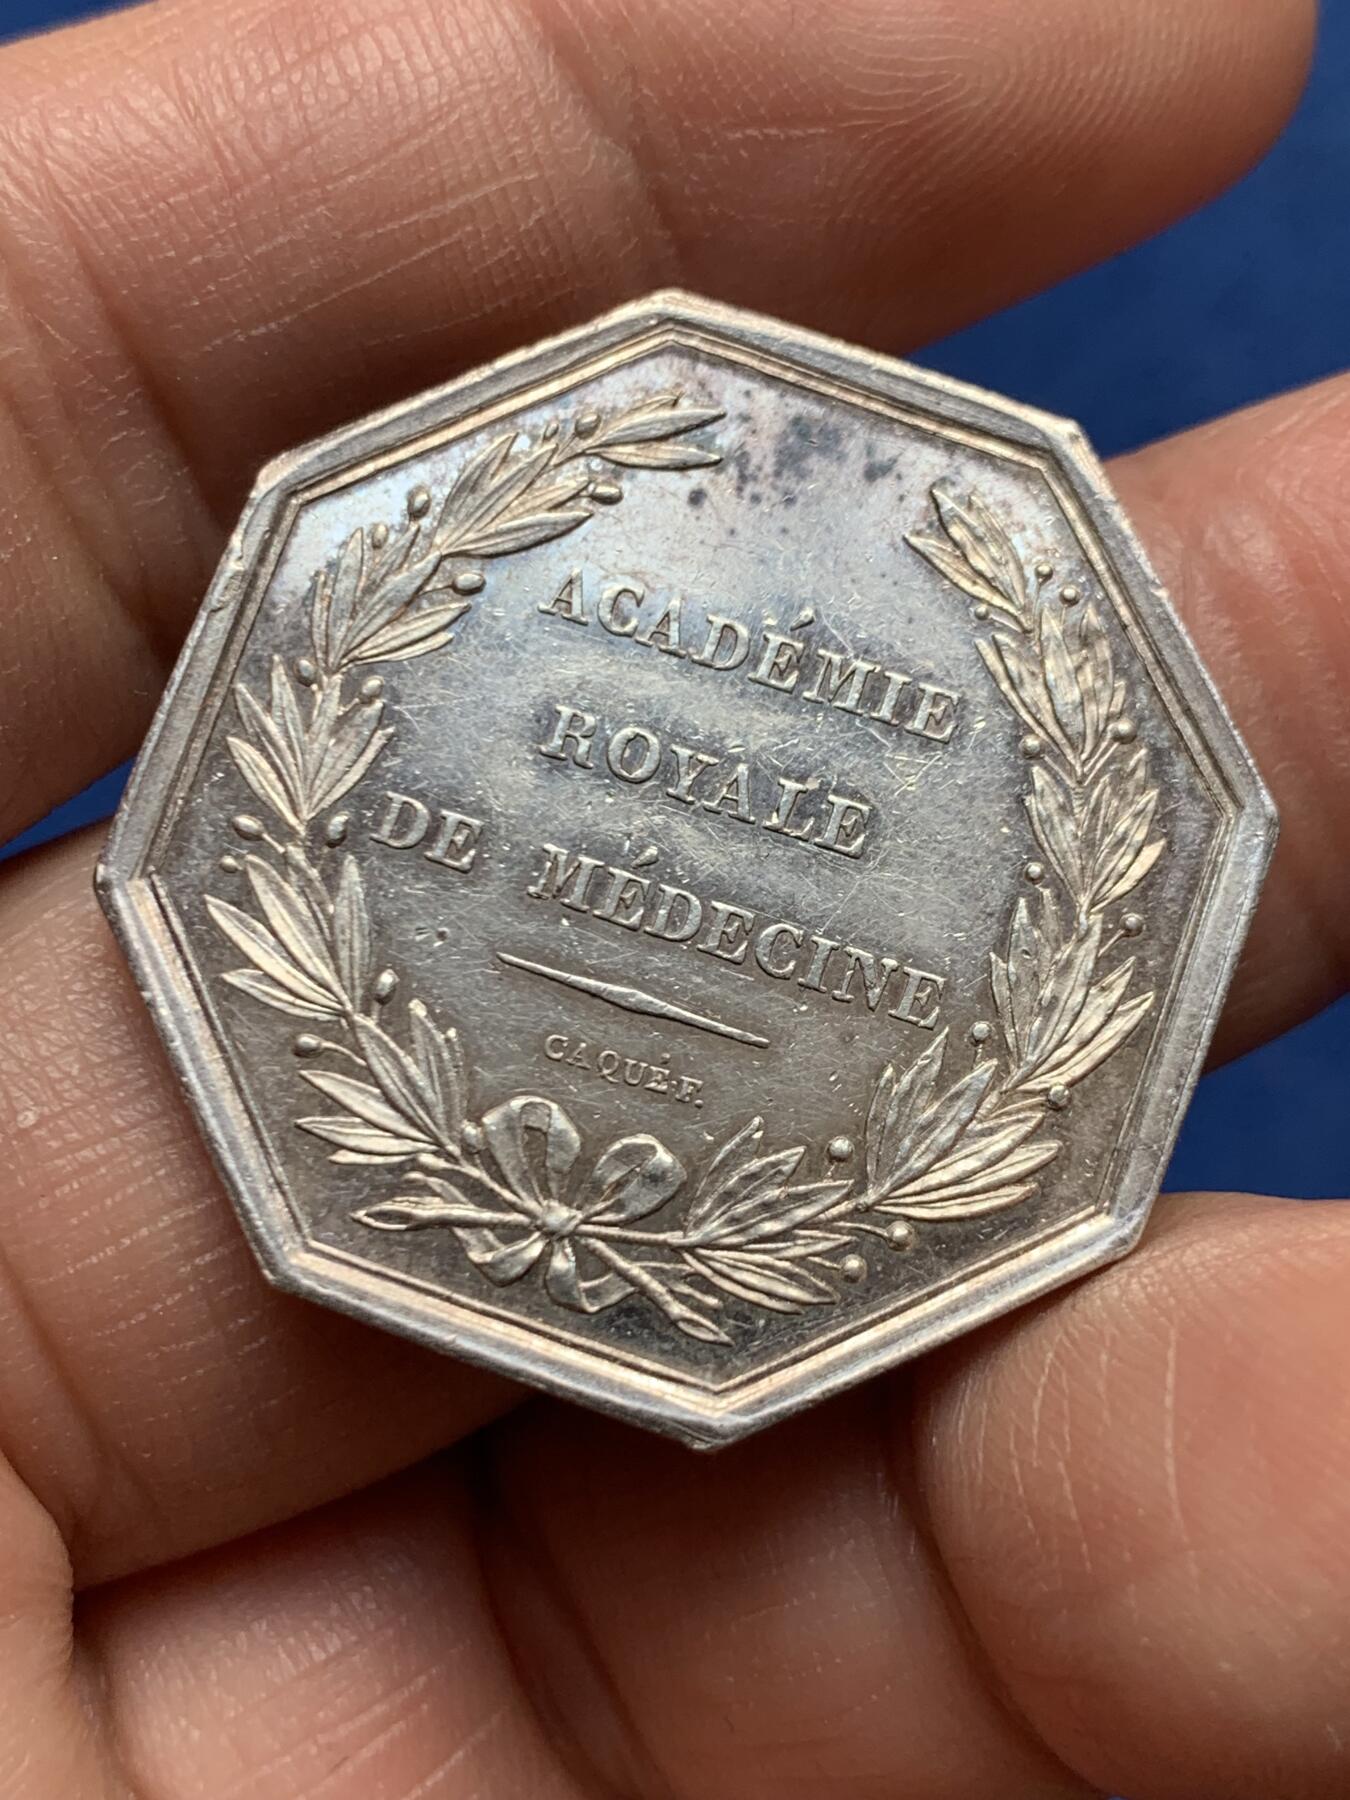 ACADÉMIE
ROYALE
DE MÉDECINE
CAQUÉ·F.